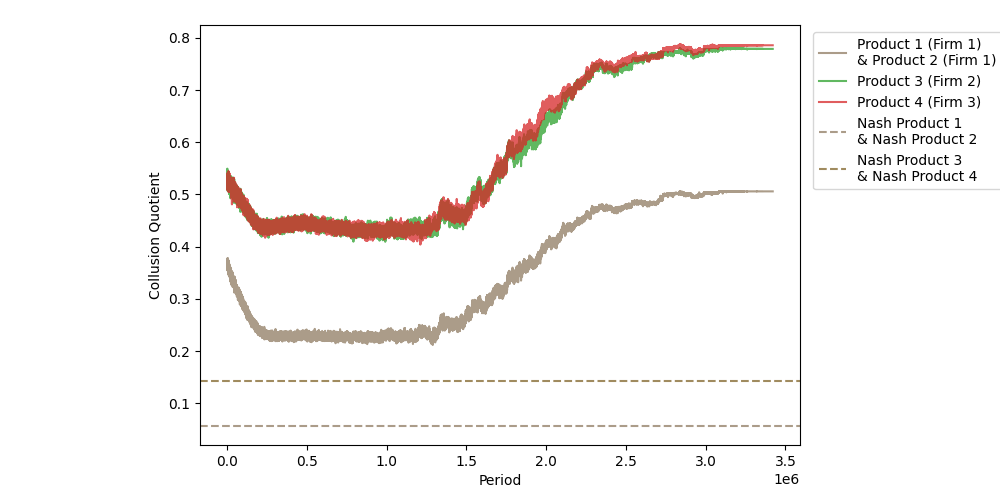 0.8
0.7
0.6
0.5
0.4
0.3
0.2
0.1
Collusion Quotient
0.0 0.5 1.0 1.5 2.0 2.5 3.0 3.5
1e6
Period
Product 1 (Firm 1)
& Product 2 (Firm 1)
Product 3 (Firm 2)
Product 4 (Firm 3)
Nash Product 1
& Nash Product 2
Nash Product 3
& Nash Product 4